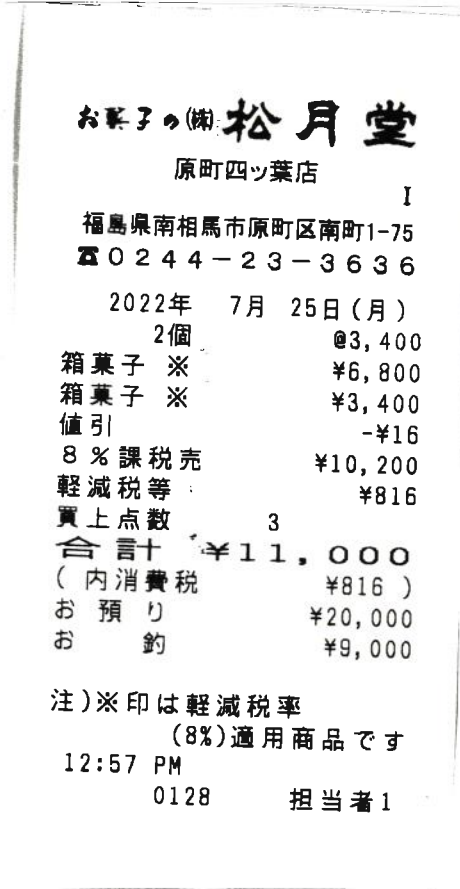 お菓子の㈱松月堂
原町四ッ葉店
I
福島県南相馬市原町区南町1-75
☎0244-23-3636
2022年 7月 25日(月)
2個 @3,400
箱菓子 ※ ¥6,800
箱菓子 ※ ¥3,400
値引 -¥16
8%課税売 ¥10,200
軽減税等 ¥816
買上点数 3
合計 ¥11,000
( 内消費税 ¥816 )
お預り ¥20,000
お釣 ¥9,000
注)※印は軽減税率
(8%)適用商品です
12:57 PM
0128 担当者1